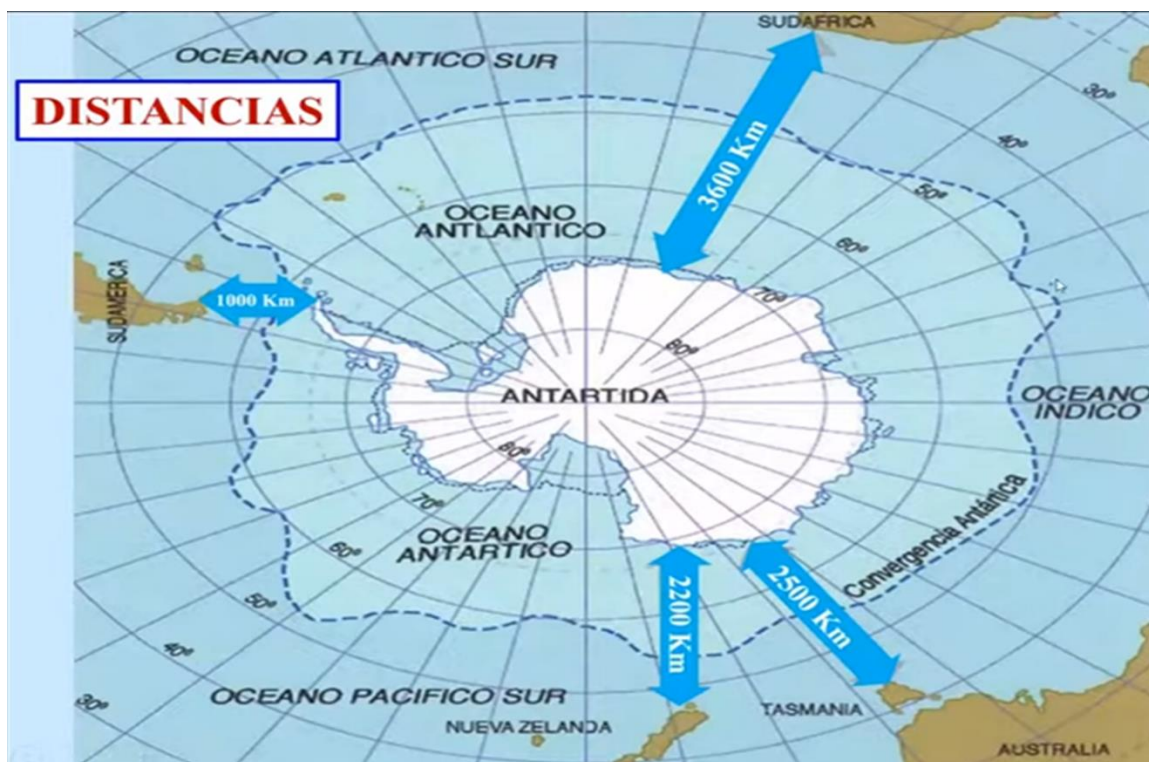 SUDAFRICA
OCEANO ATLANTICO SUR
DISTANCIAS
30º
40º
3600 Km
50º
OCEANO
ANTLANTICO
60º
SUDAMERICA
1000 Km
70º
80º
ANTARTIDA
OCEANO
INDICO
80º
70º
Convergencia Antártica
OCEANO
ANTARTICO
60º
2200 Km
2500 Km
50º
40º
OCEANO PACIFICO SUR
30º
NUEVA ZELANDA
TASMANIA
AUSTRALIA